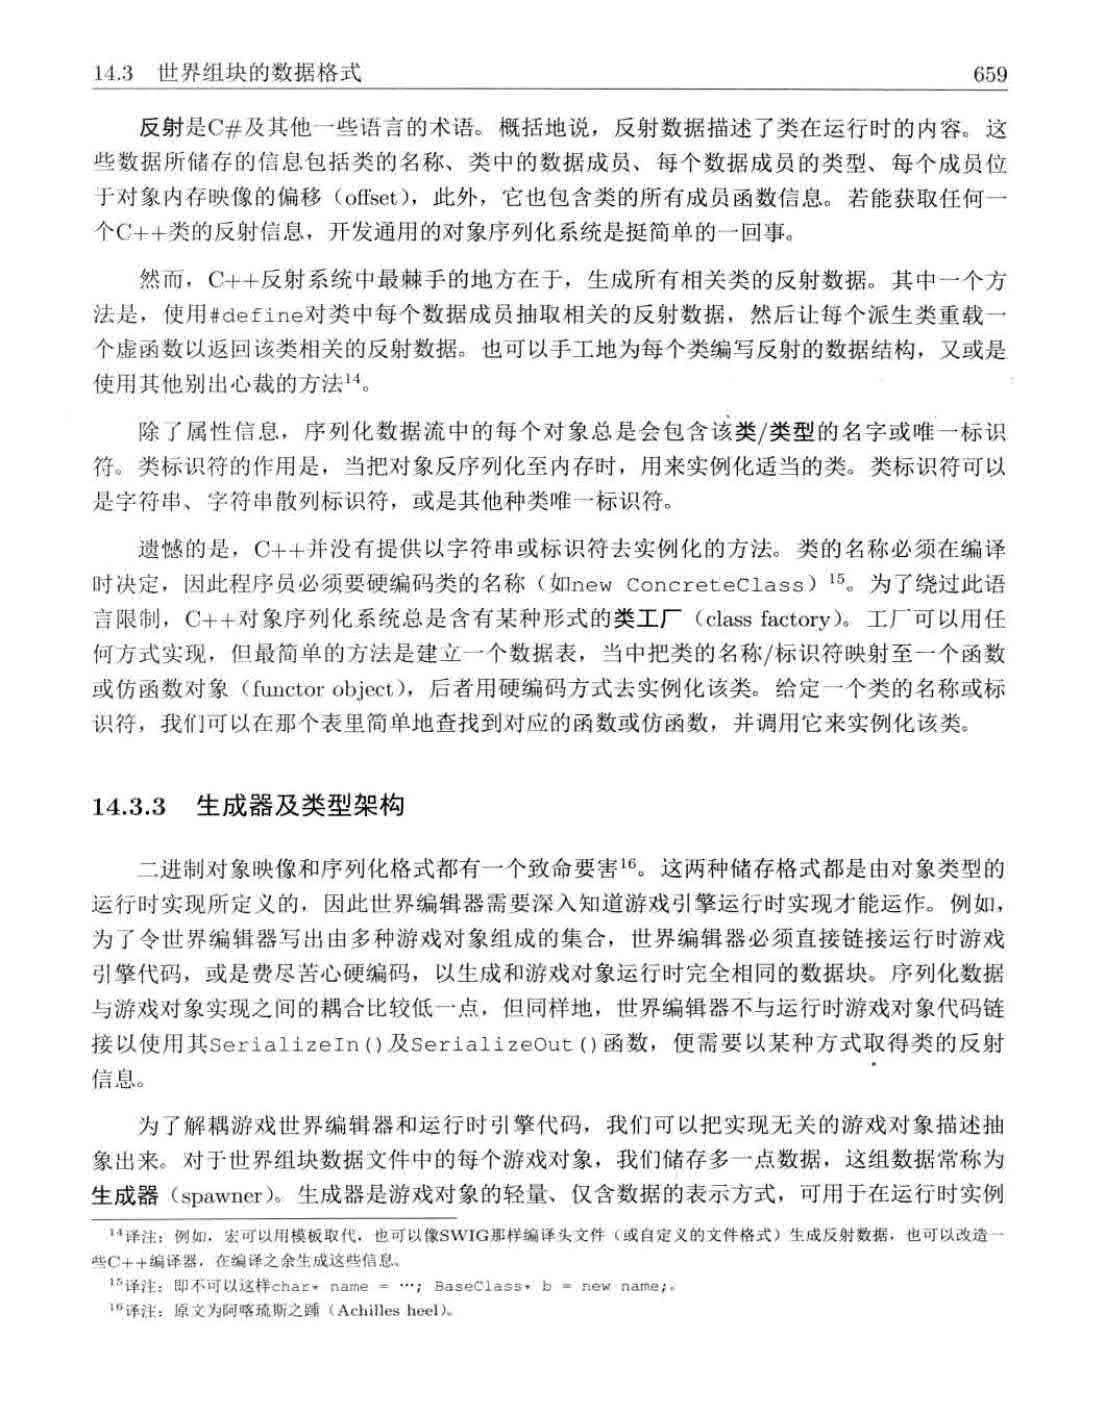 14.3 世界组块的数据格式 659
反射是C#及其他一些语言的术语。概括地说，反射数据描述了类在运行时的内容。这
些数据所储存的信息包括类的名称、类中的数据成员、每个数据成员的类型、每个成员位
于对象内存映像的偏移（offset），此外，它也包含类的所有成员函数信息。若能获取任何一
个C++类的反射信息，开发通用的对象序列化系统是挺简单的一回事。
然而，C++反射系统中最棘手的地方在于，生成所有相关类的反射数据。其中一个方
法是，使用#define对类中每个数据成员抽取相关的反射数据，然后让每个派生类重载一
个虚函数以返回该类相关的反射数据。也可以手工地为每个类编写反射的数据结构，又或是
使用其他别出心裁的方法14。
除了属性信息，序列化数据流中的每个对象总是会包含该类/类型的名字或唯一标识
符。类标识符的作用是，当把对象反序列化至内存时，用来实例化适当的类。类标识符可以
是字符串、字符串散列标识符，或是其他种类唯一标识符。
遗憾的是，C++并没有提供以字符串或标识符去实例化的方法。类的名称必须在编译
时决定，因此程序员必须要硬编码类的名称（如new ConcreteClass）15。为了绕过此语
言限制，C++对象序列化系统总是含有某种形式的类工厂（class factory）。工厂可以用任
何方式实现，但最简单的方法是建立一个数据表，当中把类的名称/标识符映射至一个函数
或仿函数对象（functor object），后者用硬编码方式去实例化该类。给定一个类的名称或标
识符，我们可以在那个表里简单地查找到对应的函数或仿函数，并调用它来实例化该类。
14.3.3 生成器及类型架构
二进制对象映像和序列化格式都有一个致命要害16。这两种储存格式都是由对象类型的
运行时实现所定义的，因此世界编辑器需要深入知道游戏引擎运行时实现才能运作。例如，
为了令世界编辑器写出由多种游戏对象组成的集合，世界编辑器必须直接链接运行时游戏
引擎代码，或是费尽苦心硬编码，以生成和游戏对象运行时完全相同的数据块。序列化数据
与游戏对象实现之间的耦合比较低一点，但同样地，世界编辑器不与运行时游戏对象代码链
接以使用其SerializeIn()及SerializeOut()函数，便需要以某种方式取得类的反射
信息。
为了解耦游戏世界编辑器和运行时引擎代码，我们可以把实现无关的游戏对象描述抽
象出来。对于世界组块数据文件中的每个游戏对象，我们储存多一点数据，这组数据常称为
生成器（spawner）。生成器是游戏对象的轻量、仅含数据的表示方式，可用于在运行时实例
14译注：例如，宏可以用模板取代，也可以像SWIG那样编译头文件（或自定义的文件格式）生成反射数据，也可以改造一
些C++编译器，在编译之余生成这些信息。
15译注：即不可以这样char* name = …; BaseClass* b = new name;。
16译注：原文为阿喀琉斯之踵（Achilles heel）。